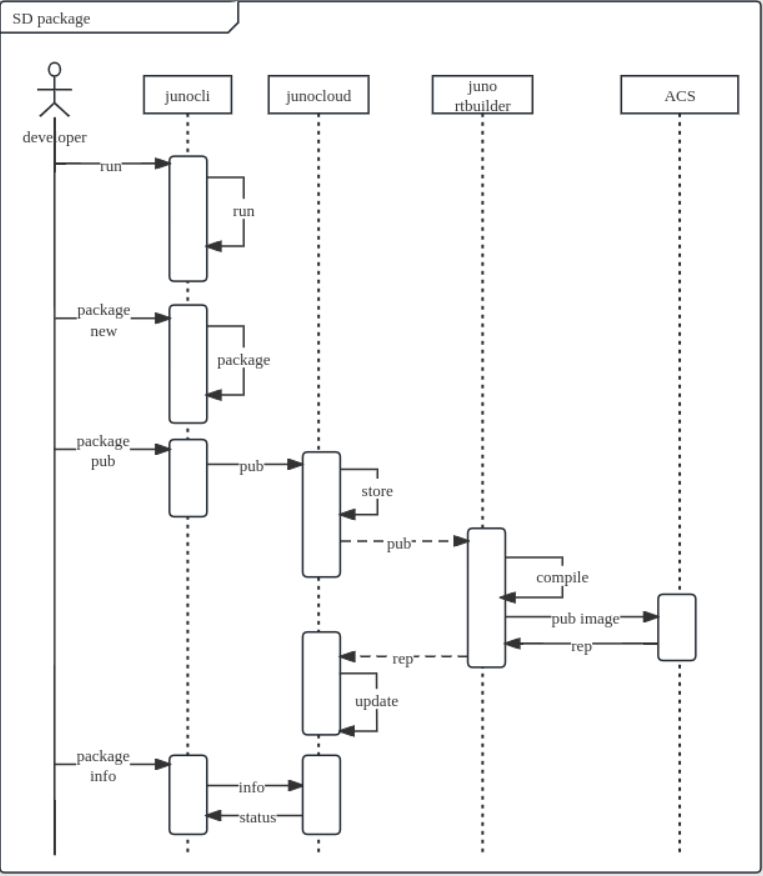 SD package
developer
junocli
junocloud
juno
rtbuilder
ACS
run
run
package
new
package
package
pub
pub
store
pub
compile
pub image
rep
rep
update
package
info
info
status